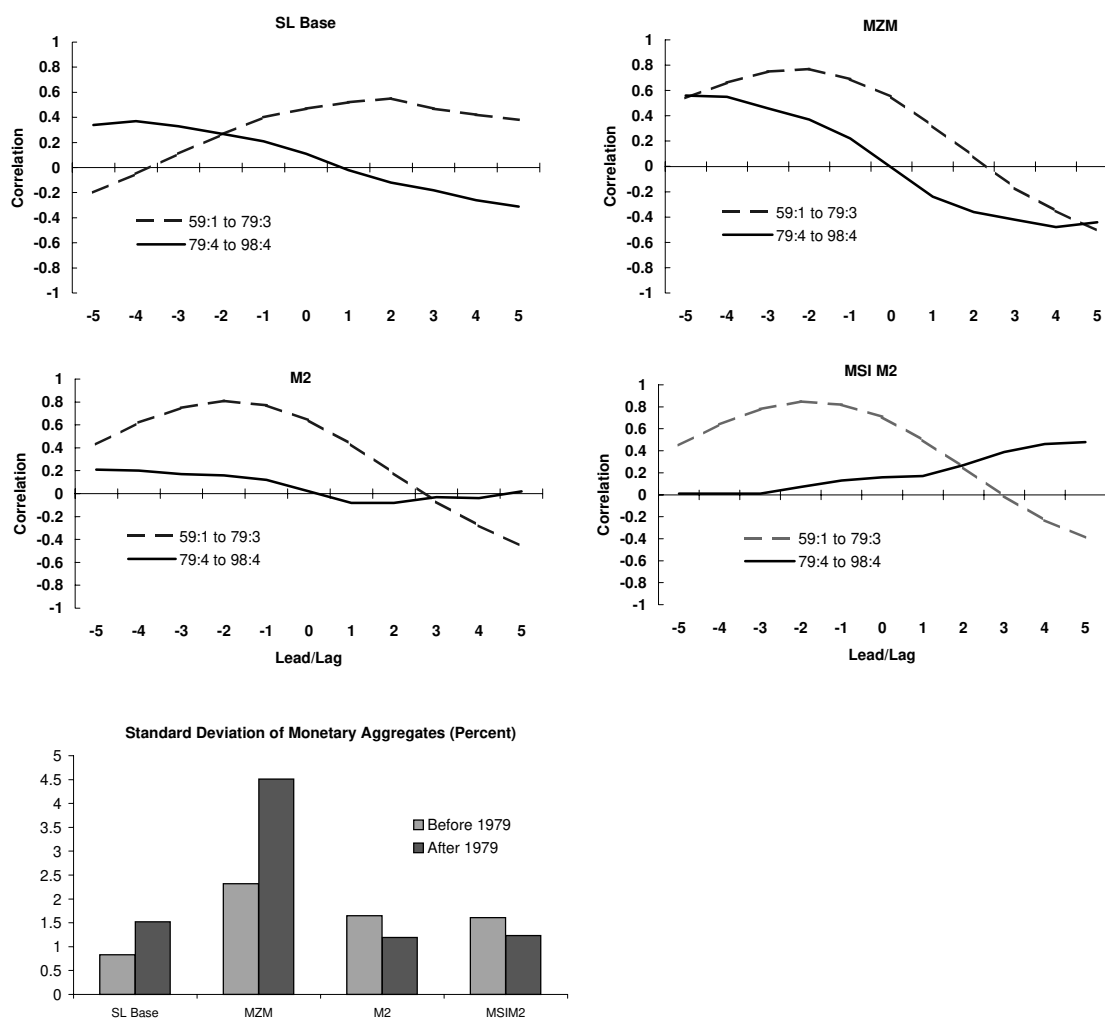 SL Base
1
0.8
0.6
0.4
0.2
0
-0.2
-0.4
-0.6
-0.8
-1
Correlation
59:1 to 79:3
79:4 to 98:4
-5 -4 -3 -2 -1 0 1 2 3 4 5
MZM
1
0.8
0.6
0.4
0.2
0
-0.2
-0.4
-0.6
-0.8
-1
Correlation
59:1 to 79:3
79:4 to 98:4
-5 -4 -3 -2 -1 0 1 2 3 4 5
M2
1
0.8
0.6
0.4
0.2
0
-0.2
-0.4
-0.6
-0.8
-1
Correlation
59:1 to 79:3
79:4 to 98:4
-5 -4 -3 -2 -1 0 1 2 3 4 5
Lead/Lag
MSI M2
1
0.8
0.6
0.4
0.2
0
-0.2
-0.4
-0.6
-0.8
-1
Correlation
59:1 to 79:3
79:4 to 98:4
-5 -4 -3 -2 -1 0 1 2 3 4 5
Lead/Lag
Standard Deviation of Monetary Aggregates (Percent)
5
4.5
4
3.5
3
2.5
2
1.5
1
0.5
0
Before 1979
After 1979
SL Base MZM M2 MSIM2